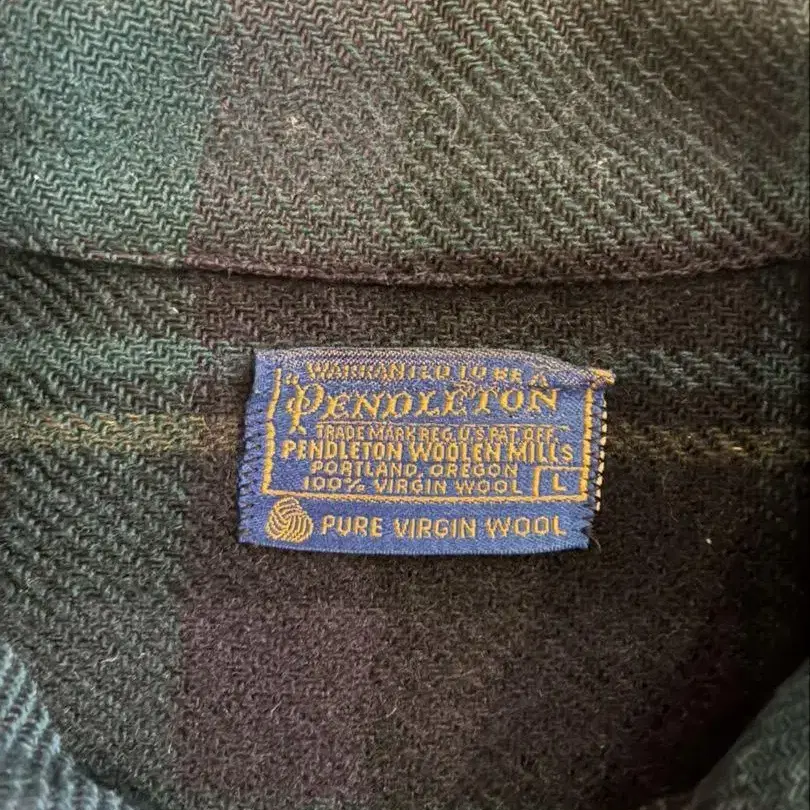 WARRANTED TO BE A
"PENDLETON
TRADE MARK REG. U.S. PAT. OFF.
PENDLETON WOOLEN MILLS
PORTLAND, OREGON
100% VIRGIN WOOL L
PURE VIRGIN WOOL